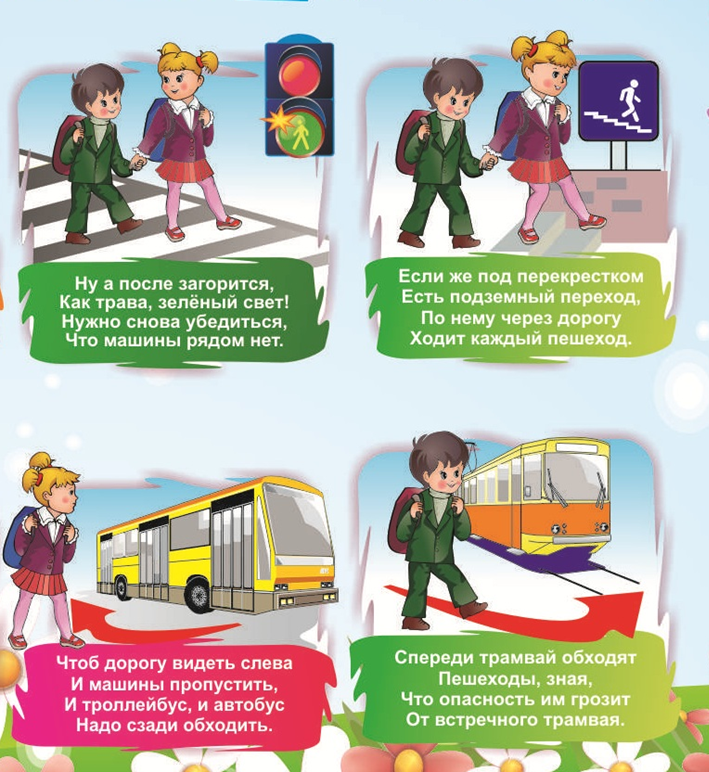 Ну а после загорится,
Как трава, зелёный свет!
Нужно снова убедиться,
Что машины рядом нет.
Если же под перекрестком
Есть подземный переход,
По нему через дорогу
Ходит каждый пешеход.
Чтоб дорогу видеть слева
И машины пропустить,
И троллейбус, и автобус
Надо сзади обходить.
Спереди трамвай обходят
Пешеходы, зная,
Что опасность им грозит
От встречного трамвая.